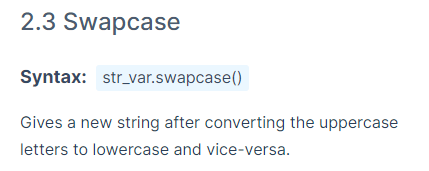 2.3 Swapcase
Syntax: str_var.swapcase()
Gives a new string after converting the uppercase
letters to lowercase and vice-versa.